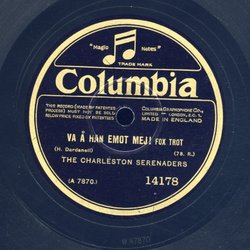 "Magic Notes"
TRADE MARK
Columbia
THIS RECORD (MADE BY PATENTED
PROCESS) MUST NOT BE SOLD
BELOW PRICE FIXED BY PATENTEES
COLUMBIA GRAPHOPHONE CO.
LONDON, E.C.1.
MADE IN ENGLAND
VA Å HAN EMOT MEJ! FOX TROT
(H. Dardanell)
(78. R.)
THE CHARLESTON SERENADERS
(A 7870.)
14178
WA7870